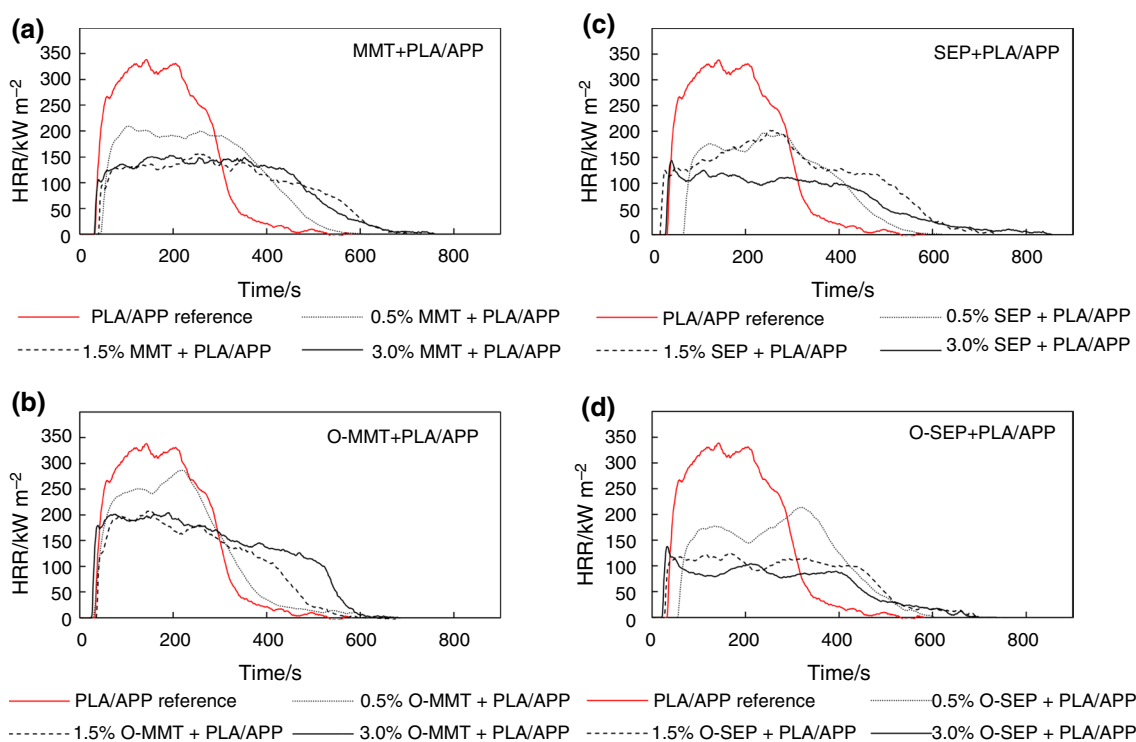 (a)
MMT+PLA/APP
HRR/kW m⁻²
350
300
250
200
150
100
50
0
0 200 400 600 800
Time/s
PLA/APP reference 0.5% MMT + PLA/APP
1.5% MMT + PLA/APP 3.0% MMT + PLA/APP
(c)
SEP+PLA/APP
HRR/kW m⁻²
350
300
250
200
150
100
50
0
0 200 400 600 800
Time/s
PLA/APP reference 0.5% SEP + PLA/APP
1.5% SEP + PLA/APP 3.0% SEP + PLA/APP
(b)
O-MMT+PLA/APP
HRR/kW m⁻²
350
300
250
200
150
100
50
0
0 200 400 600 800
Time/s
PLA/APP reference 0.5% O-MMT + PLA/APP
1.5% O-MMT + PLA/APP 3.0% O-MMT + PLA/APP
(d)
O-SEP+PLA/APP
HRR/kW m⁻²
350
300
250
200
150
100
50
0
0 200 400 600 800
Time/s
PLA/APP reference 0.5% O-SEP + PLA/APP
1.5% O-SEP + PLA/APP 3.0% O-SEP + PLA/APP